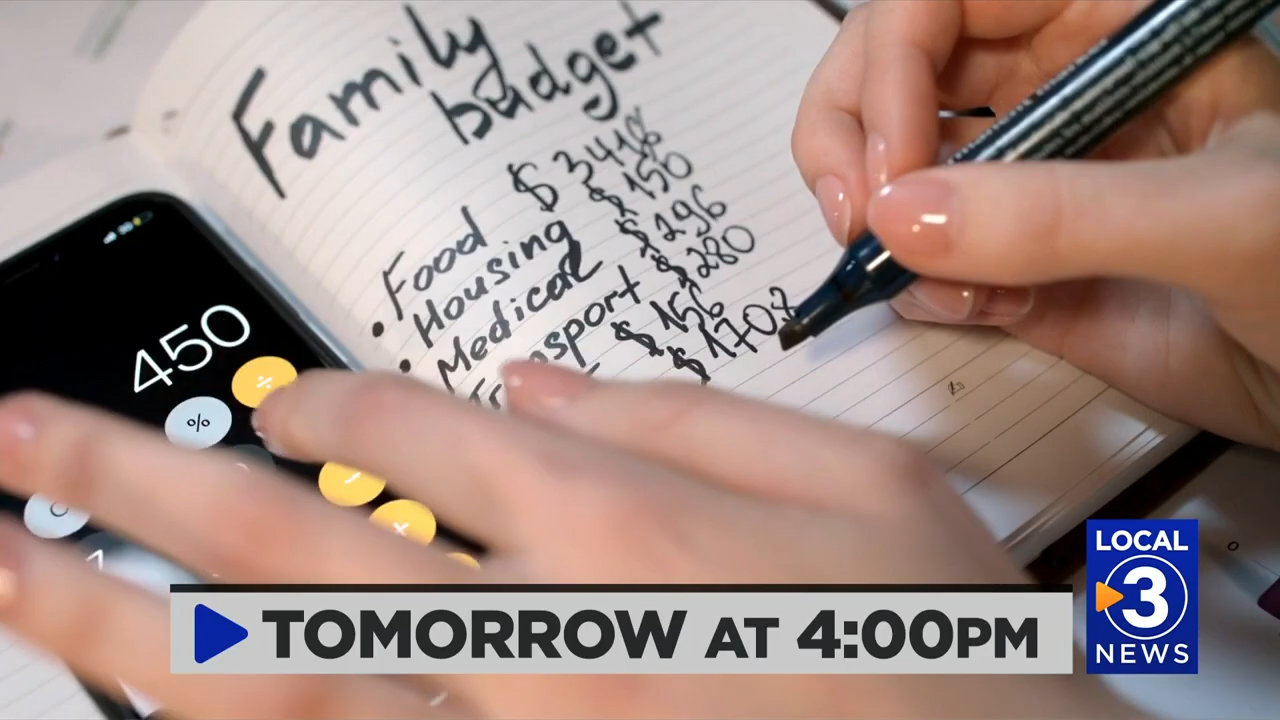 Family
budget
• Food $ 3418
• Housing $ 150
Medical $ 296
Transport $ 280
$ 156
$ 1708
450
%
÷
−
+
TOMORROW AT 4:00PM
LOCAL
3
NEWS